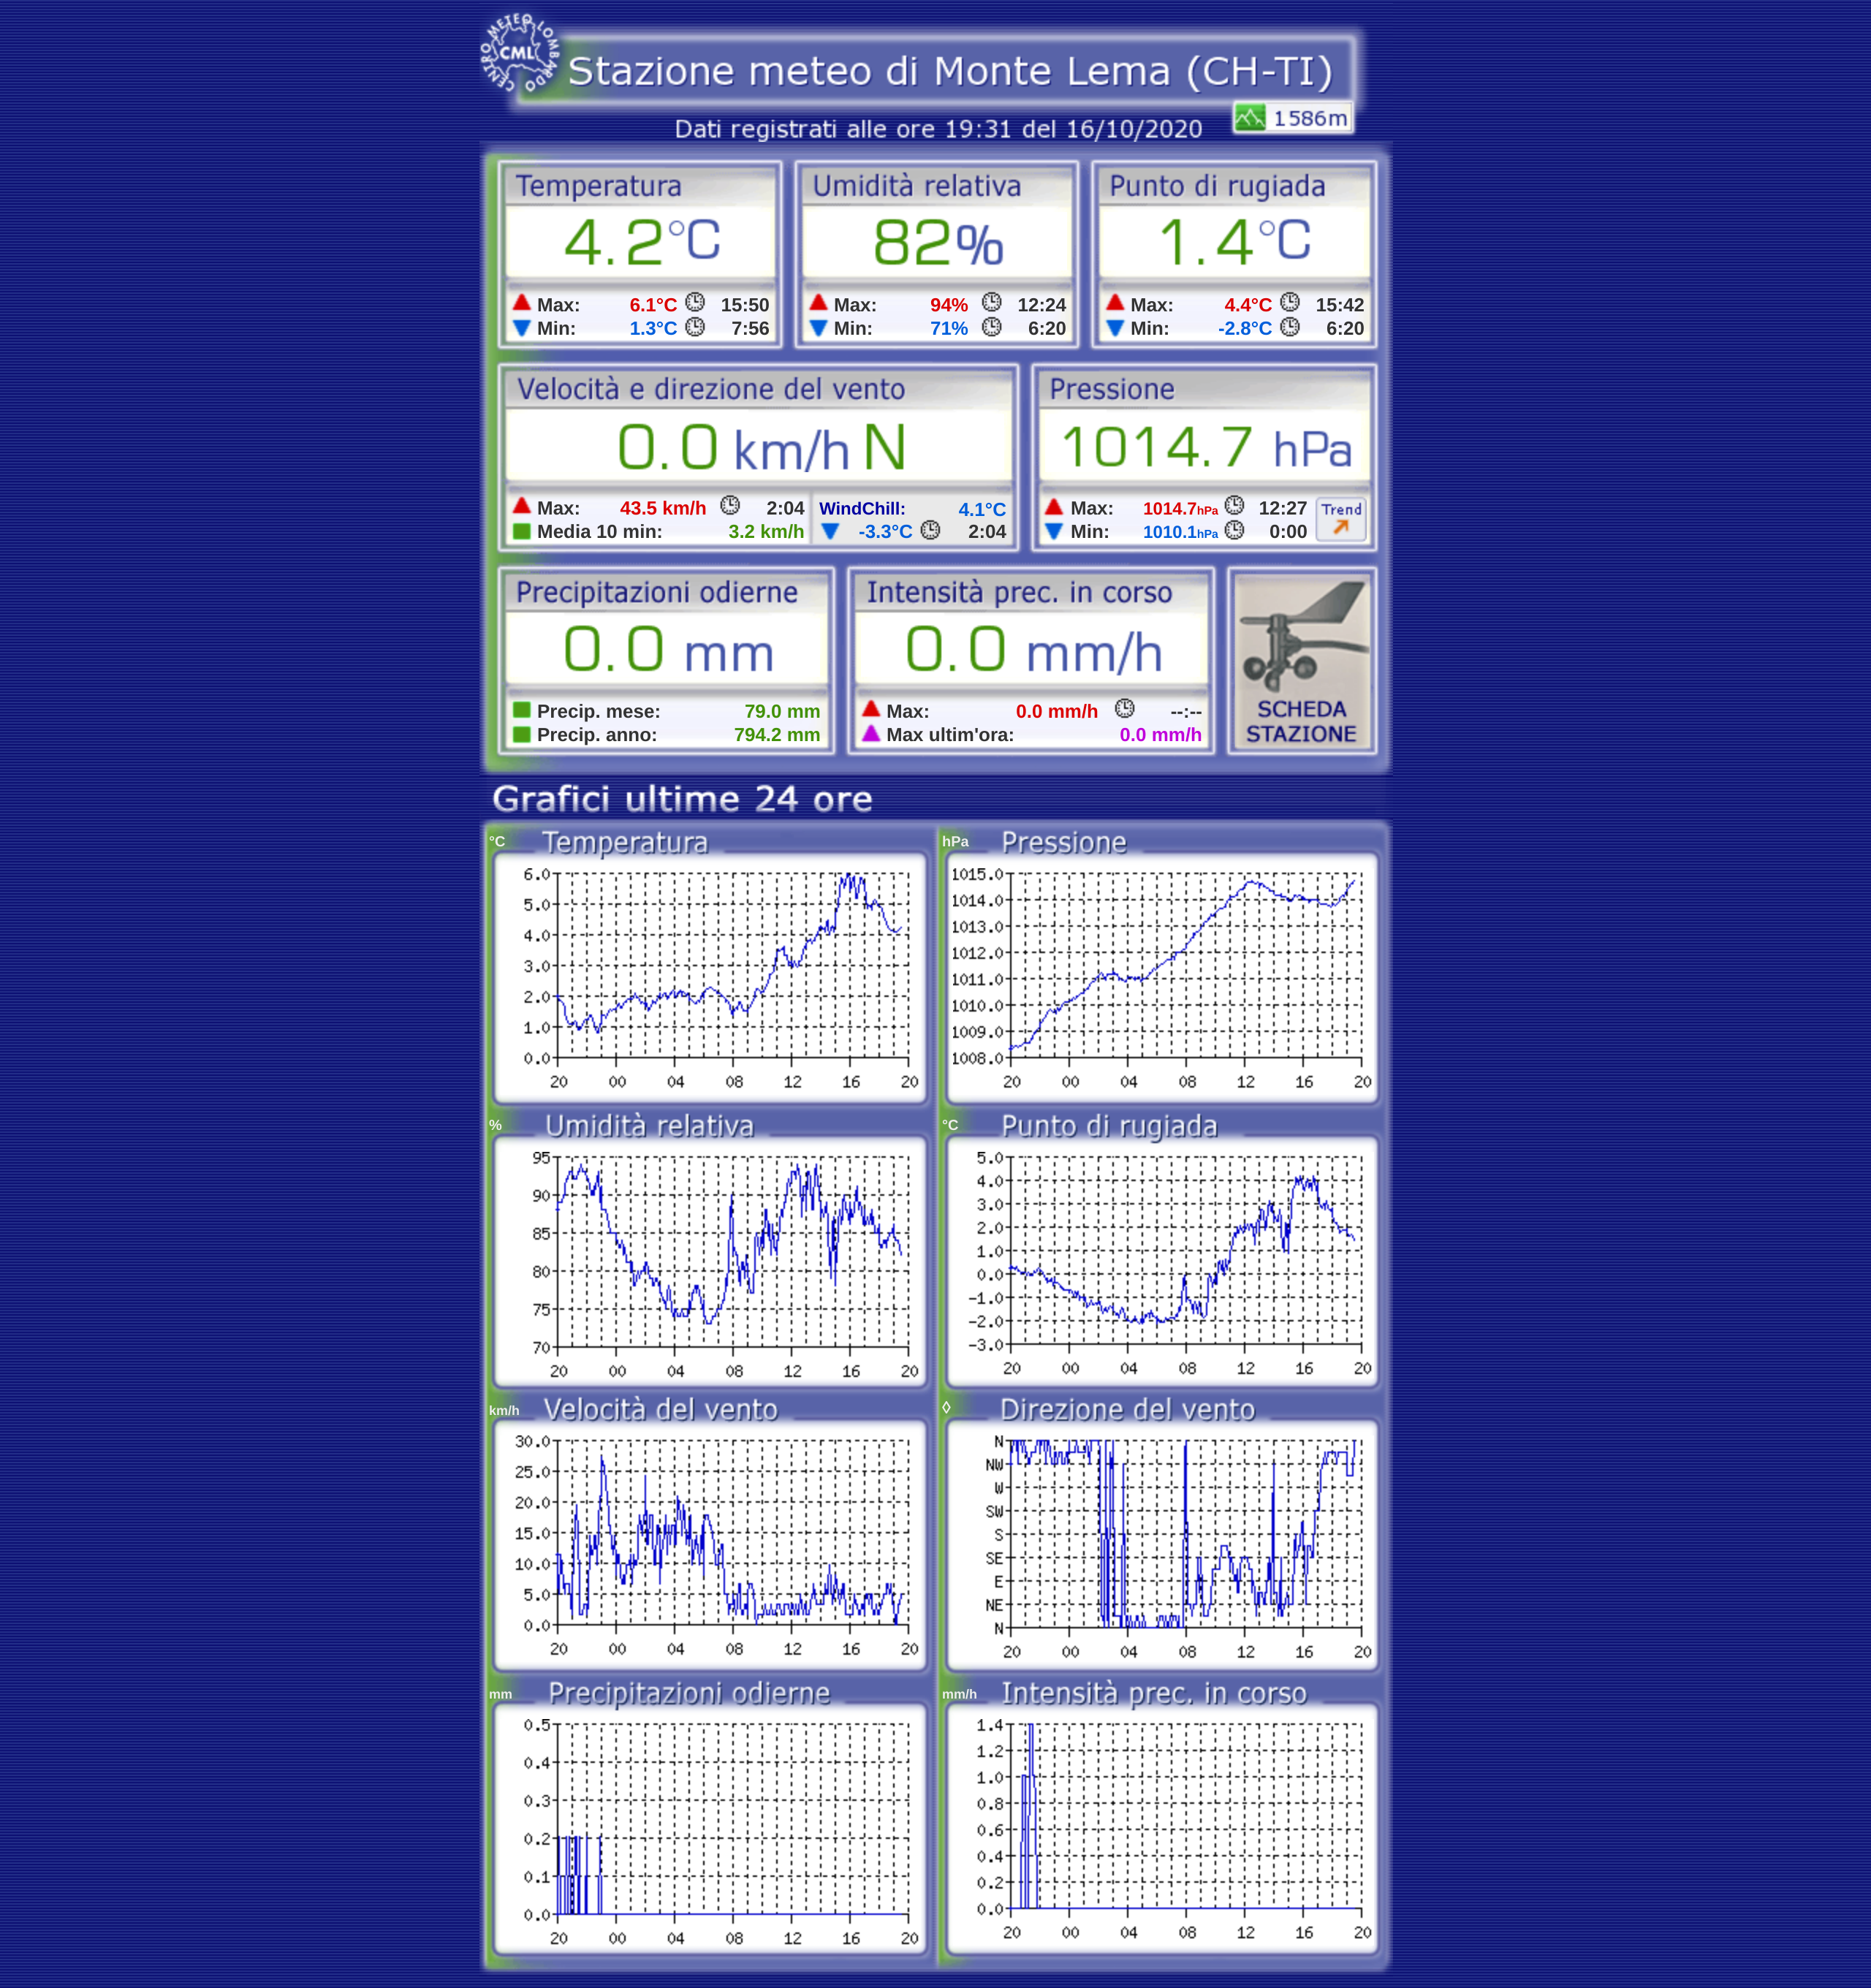 CENTRO METEO LOMBARDO
CML
Stazione meteo di Monte Lema (CH-TI)
1586m
Dati registrati alle ore 19:31 del 16/10/2020
Temperatura Umidità relativa Punto di rugiada
4.2°C 82% 1.4°C
Max: 6.1°C 15:50 Max: 94% 12:24 Max: 4.4°C 15:42
Min: 1.3°C 7:56 Min: 71% 6:20 Min: -2.8°C 6:20
Velocità e direzione del vento Pressione
0.0 km/h N 1014.7 hPa
Max: 43.5 km/h 2:04 WindChill: 4.1°C Max: 1014.7hPa 12:27 Trend
Media 10 min: 3.2 km/h -3.3°C 2:04 Min: 1010.1hPa 0:00
Precipitazioni odierne Intensità prec. in corso
0.0 mm 0.0 mm/h
Precip. mese: 79.0 mm Max: 0.0 mm/h --:-- SCHEDA
Precip. anno: 794.2 mm Max ultim'ora: 0.0 mm/h STAZIONE
Grafici ultime 24 ore
°C Temperatura
6.0
5.0
4.0
3.0
2.0
1.0
0.0
20 00 04 08 12 16 20
hPa Pressione
1015.0
1014.0
1013.0
1012.0
1011.0
1010.0
1009.0
1008.0
20 00 04 08 12 16 20
% Umidità relativa
95
90
85
80
75
70
20 00 04 08 12 16 20
°C Punto di rugiada
5.0
4.0
3.0
2.0
1.0
0.0
-1.0
-2.0
-3.0
20 00 04 08 12 16 20
km/h Velocità del vento
30.0
25.0
20.0
15.0
10.0
5.0
0.0
20 00 04 08 12 16 20
◊ Direzione del vento
N
NW
W
SW
S
SE
E
NE
N
20 00 04 08 12 16 20
mm Precipitazioni odierne
0.5
0.4
0.3
0.2
0.1
0.0
20 00 04 08 12 16 20
mm/h Intensità prec. in corso
1.4
1.2
1.0
0.8
0.6
0.4
0.2
0.0
20 00 04 08 12 16 20